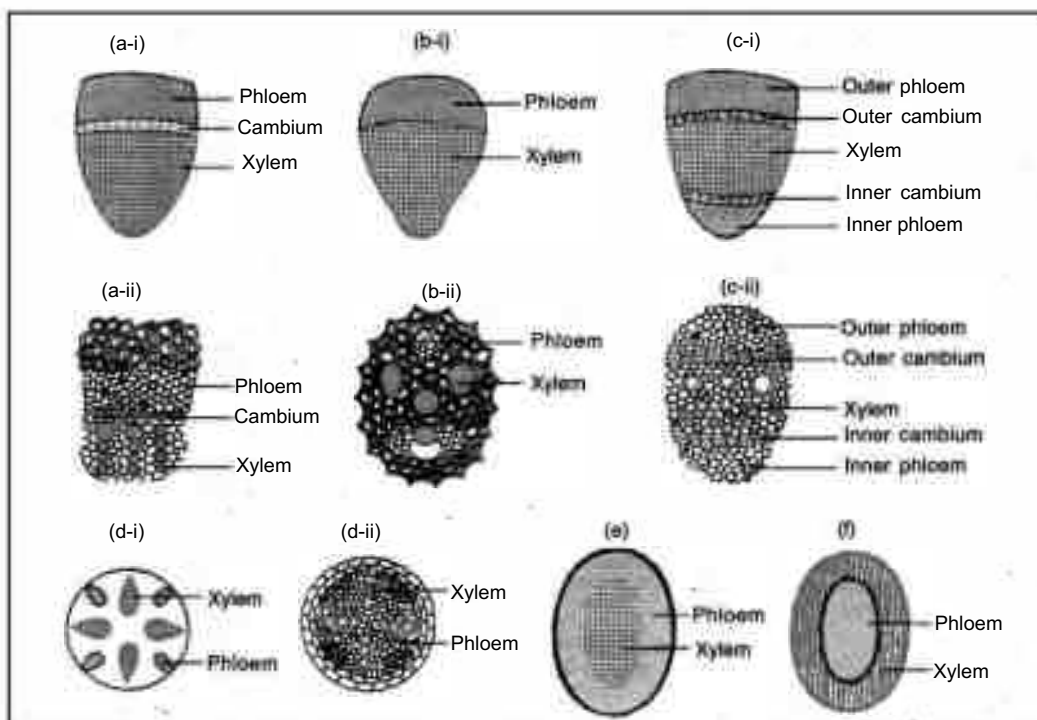 (a-i) (b-i) (c-i)
Phloem
Cambium
Xylem
Phloem
Xylem
Outer phloem
Outer cambium
Xylem
Inner cambium
Inner phloem
(a-ii) (b-ii) (c-ii)
Phloem
Cambium
Xylem
Phloem
Xylem
Outer phloem
Outer cambium
Xylem
Inner cambium
Inner phloem
(d-i) (d-ii) (e) (f)
Xylem
Phloem
Xylem
Phloem
Phloem
Xylem
Phloem
Xylem